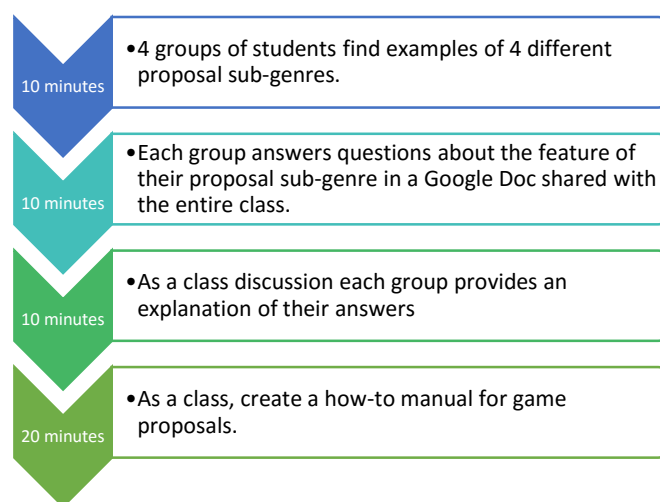 •4 groups of students find examples of 4 different
proposal sub-genres.
10 minutes
•Each group answers questions about the feature of
their proposal sub-genre in a Google Doc shared with
the entire class.
10 minutes
•As a class discussion each group provides an
explanation of their answers
10 minutes
•As a class, create a how-to manual for game
proposals.
20 minutes